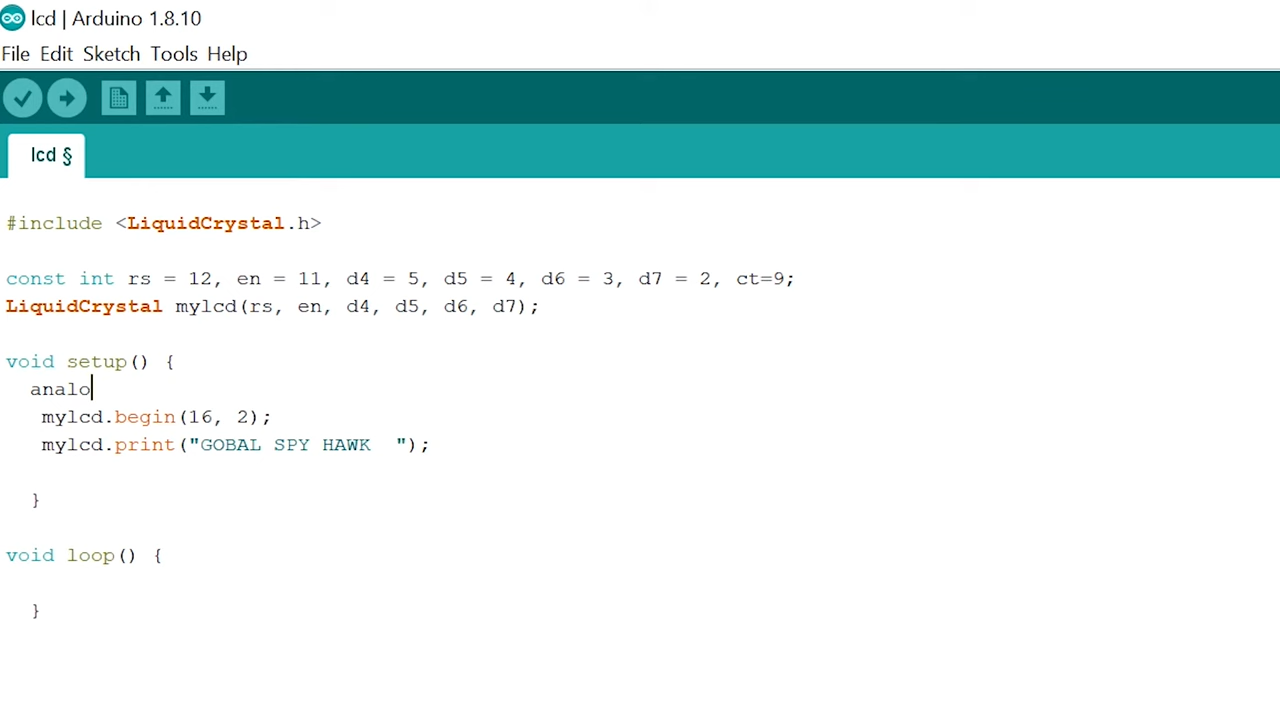 lcd | Arduino 1.8.10
File Edit Sketch Tools Help
lcd §
#include <LiquidCrystal.h>
const int rs = 12, en = 11, d4 = 5, d5 = 4, d6 = 3, d7 = 2, ct=9;
LiquidCrystal mylcd(rs, en, d4, d5, d6, d7);
void setup() {
analo
mylcd.begin(16, 2);
mylcd.print("GOBAL SPY HAWK  ");
}
void loop() {
}